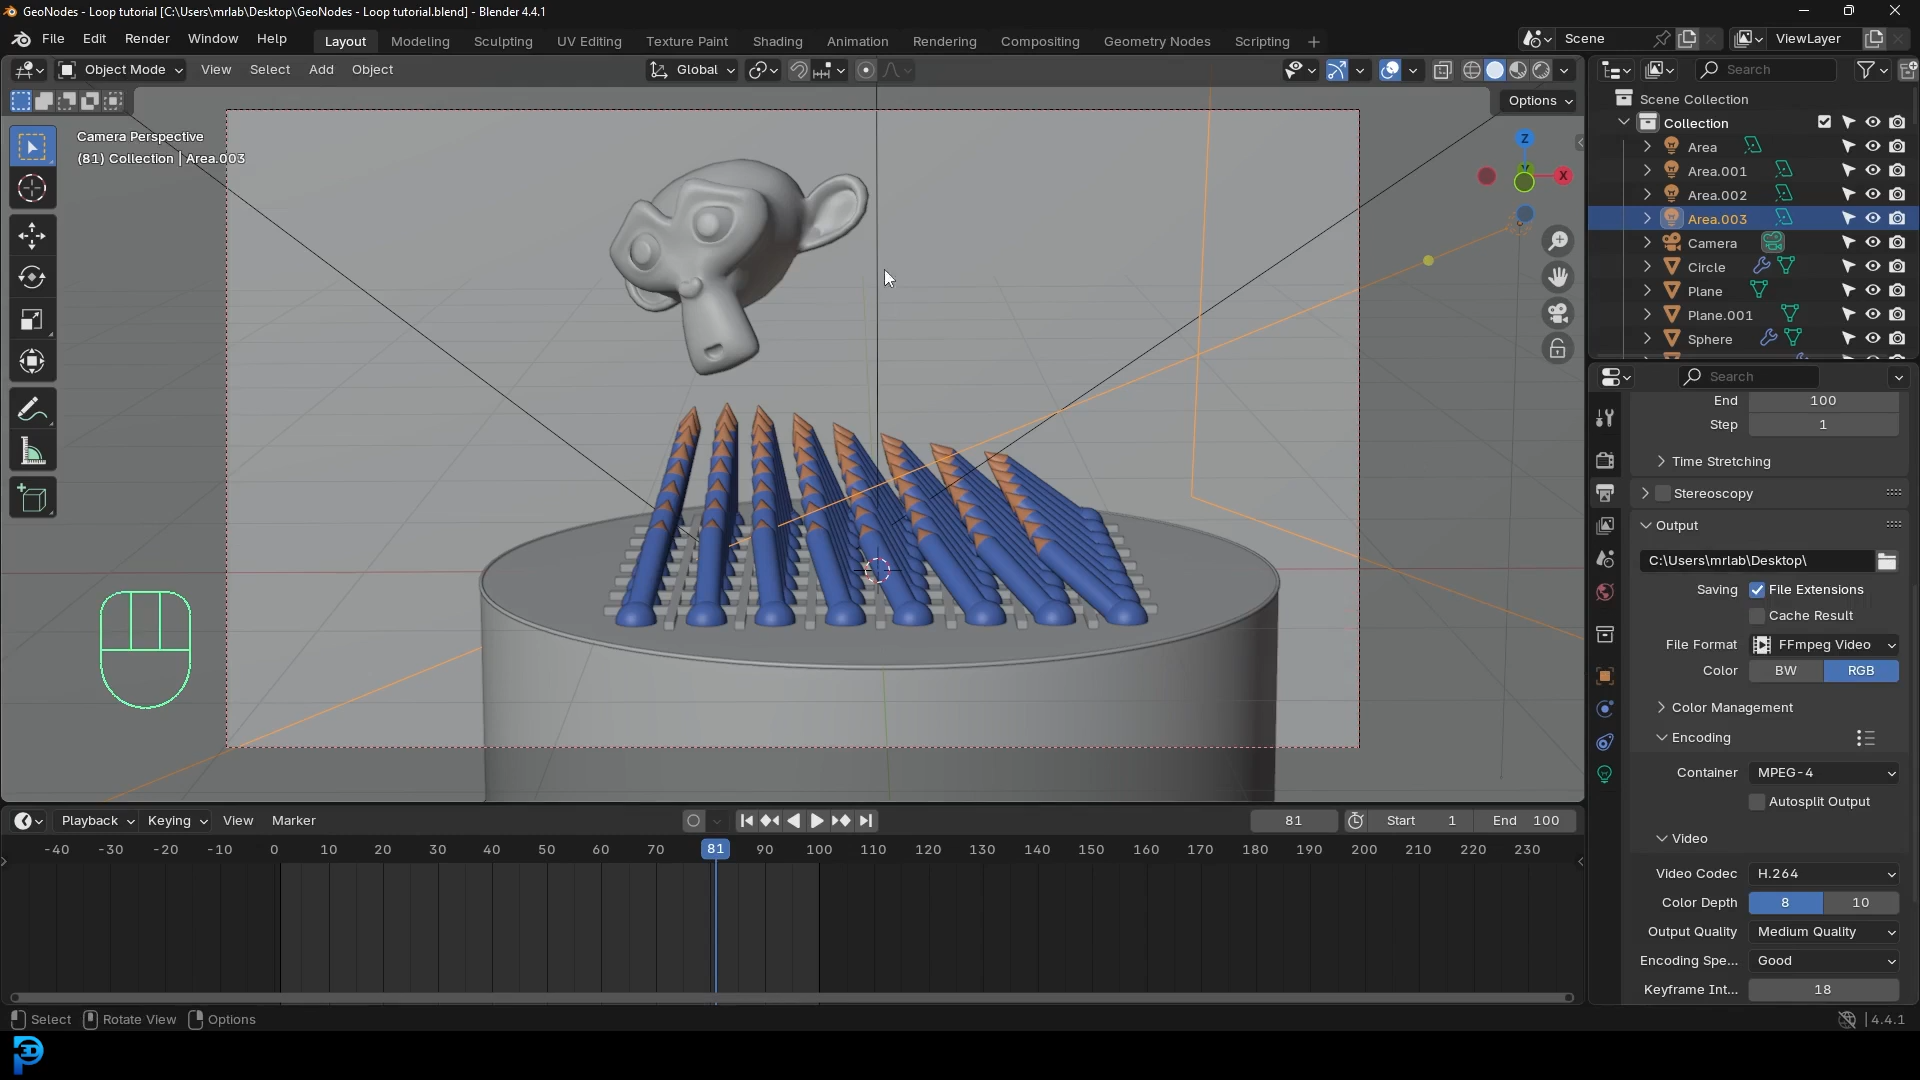 GeoNodes - Loop tutorial [C:\Users\mrlab\Desktop\GeoNodes - Loop tutorial.blend] - Blender 4.4.1
File Edit Render Window Help Layout Modeling Sculpting UV Editing Texture Paint Shading Animation Rendering Compositing Geometry Nodes Scripting + Scene ViewLayer
Object Mode View Select Add Object Global Search
Options
Camera Perspective
(81) Collection | Area.003
Z
Y
X
Scene Collection
Collection
Area
Area.001
Area.002
Area.003
Camera
Circle
Plane
Plane.001
Sphere
Search
End 100
Step 1
Time Stretching
Stereoscopy
Output
C:\Users\mrlab\Desktop\
Saving File Extensions
Cache Result
File Format FFmpeg Video
Color BW RGB
Color Management
Encoding
Container MPEG-4
Autosplit Output
Video
Video Codec H.264
Color Depth 8 10
Output Quality Medium Quality
Encoding Spe... Good
Keyframe Int... 18
Playback Keying View Marker 81 Start 1 End 100
-40 -30 -20 -10 0 10 20 30 40 50 60 70 81 90 100 110 120 130 140 150 160 170 180 190 200 210 220 230
Select Rotate View Options 4.4.1